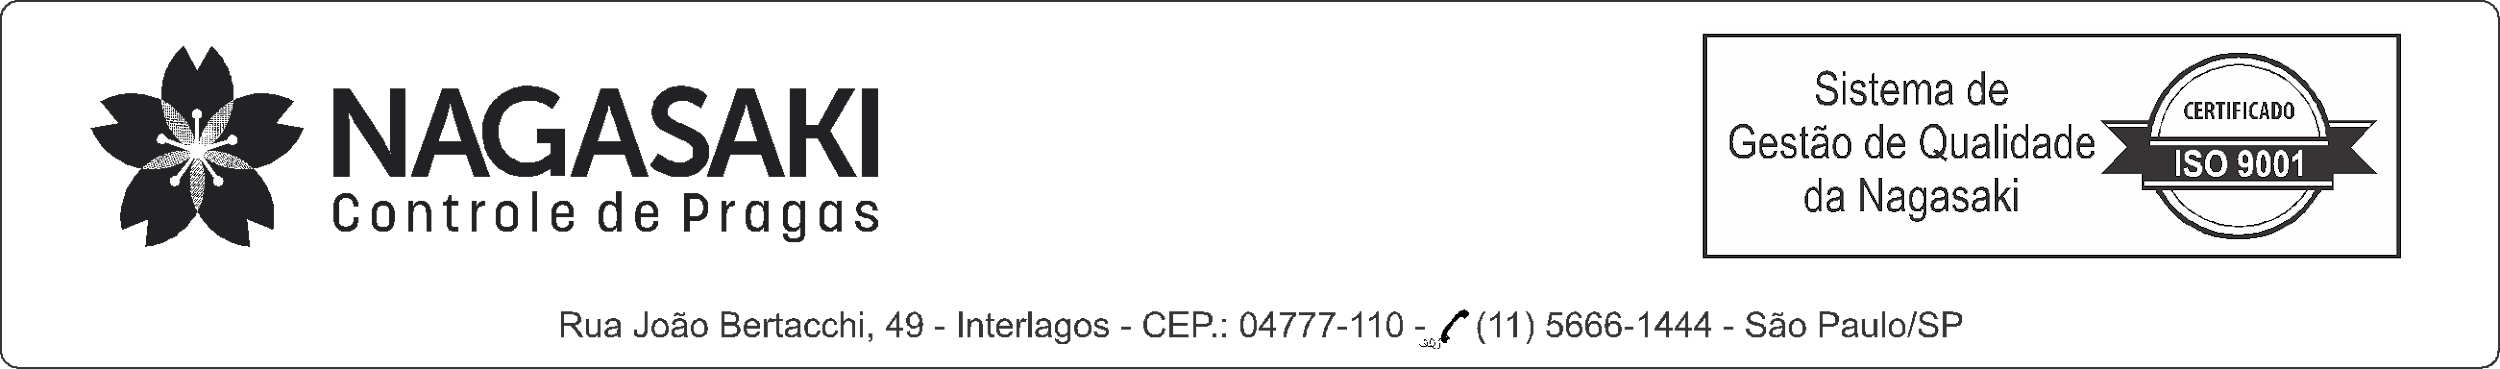 NAGASAKI
Controle de Pragas
Sistema de
Gestão de Qualidade
da Nagasaki
CERTIFICADO
ISO 9001
Rua João Bertacchi, 49 - Interlagos - CEP.: 04777-110 - (11) 5666-1444 - São Paulo/SP